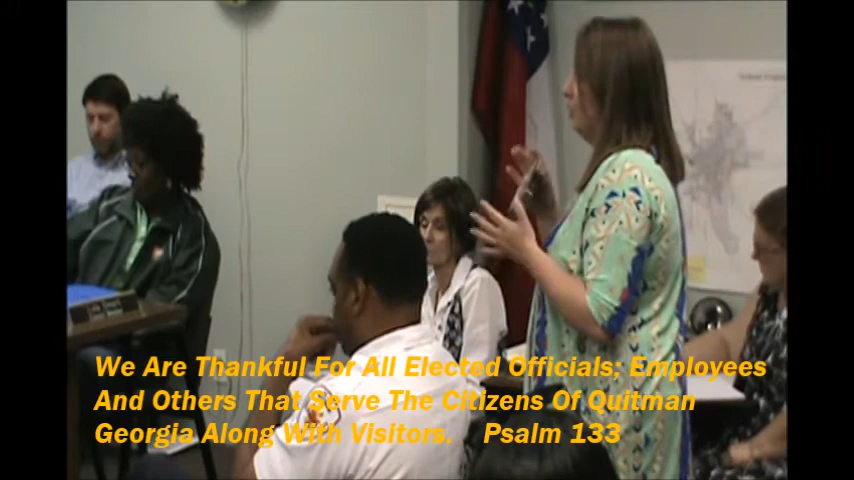 We Are Thankful For All Elected Officials; Employees
And Others That Serve The Citizens Of Quitman
Georgia Along With Visitors. Psalm 133